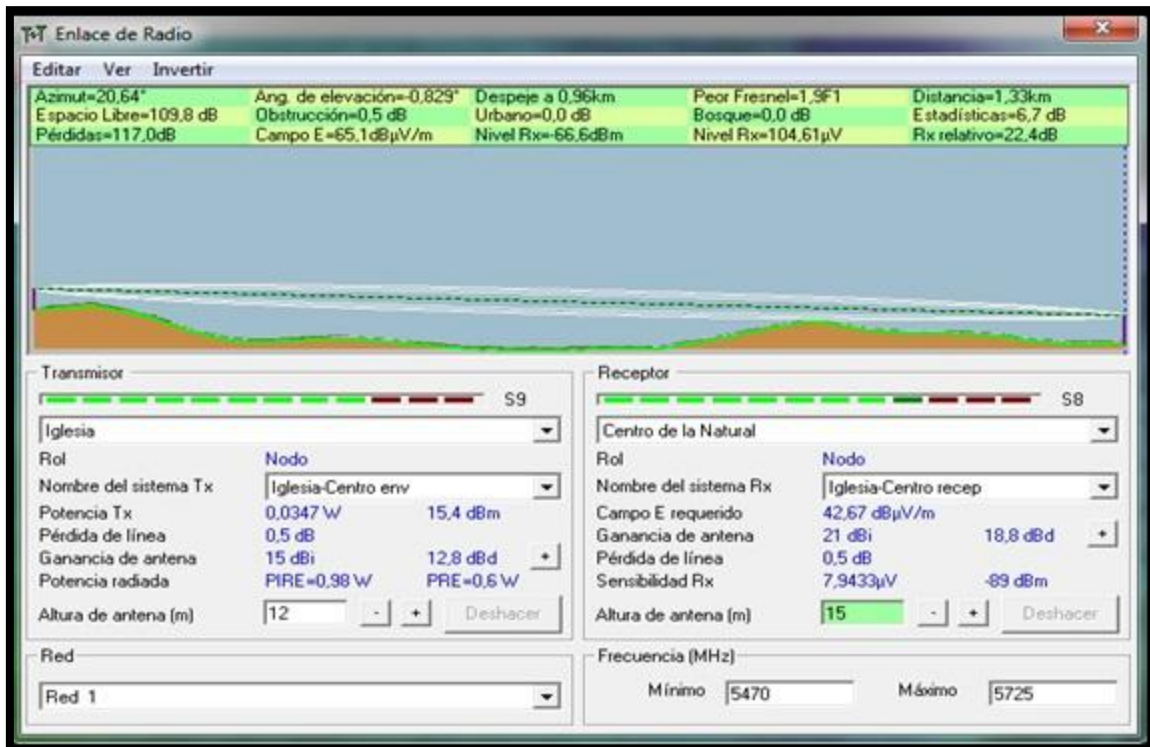 Enlace de Radio
Editar Ver Invertir
Azimut=20,64° Ang. de elevación=-0,829° Despeje a 0,96km Peor Fresnel=1,9F1 Distancia=1,33km
Espacio Libre=109,8 dB Obstrucción=0,5 dB Urbano=0,0 dB Bosque=0,0 dB Estadísticas=6,7 dB
Pérdidas=117,0dB Campo E=65,1dBµV/m Nivel Rx=-66,6dBm Nivel Rx=104,61µV Rx relativo=22,4dB
Transmisor
S9
Iglesia
Rol Nodo
Nombre del sistema Tx Iglesia-Centro env
Potencia Tx 0,0347 W 15,4 dBm
Pérdida de línea 0,5 dB
Ganancia de antena 15 dBi 12,8 dBd +
Potencia radiada PIRE=0,98 W PRE=0,6 W
Altura de antena (m) 12 - + Deshacer
Red
Red 1
Receptor
S8
Centro de la Natural
Rol Nodo
Nombre del sistema Rx Iglesia-Centro recep
Campo E requerido 42,67 dBµV/m
Ganancia de antena 21 dBi 18,8 dBd +
Pérdida de línea 0,5 dB
Sensibilidad Rx 7,9433µV -89 dBm
Altura de antena (m) 15 - + Deshacer
Frecuencia (MHz)
Mínimo 5470 Máximo 5725